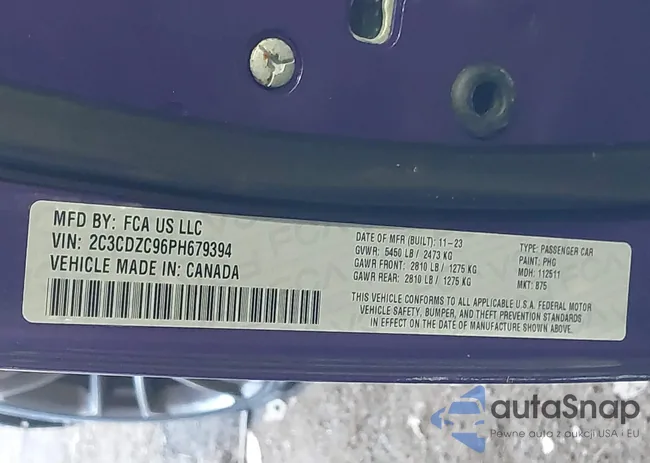 MFD BY: FCA US LLC
VIN: 2C3CDZC96PH679394
VEHICLE MADE IN: CANADA
DATE OF MFR (BUILT): 11-23
GVWR: 5450 LB / 2473 KG
GAWR FRONT: 2810 LB / 1275 KG
GAWR REAR: 2810 LB / 1275 KG
TYPE: PASSENGER CAR
PAINT: PHG
MDH: 112511
MKT: B75
THIS VEHICLE CONFORMS TO ALL APPLICABLE U.S.A. FEDERAL MOTOR
VEHICLE SAFETY, BUMPER, AND THEFT PREVENTION STANDARDS
IN EFFECT ON THE DATE OF MANUFACTURE SHOWN ABOVE.
autaSnap
Pewne auta z aukcji USA i EU